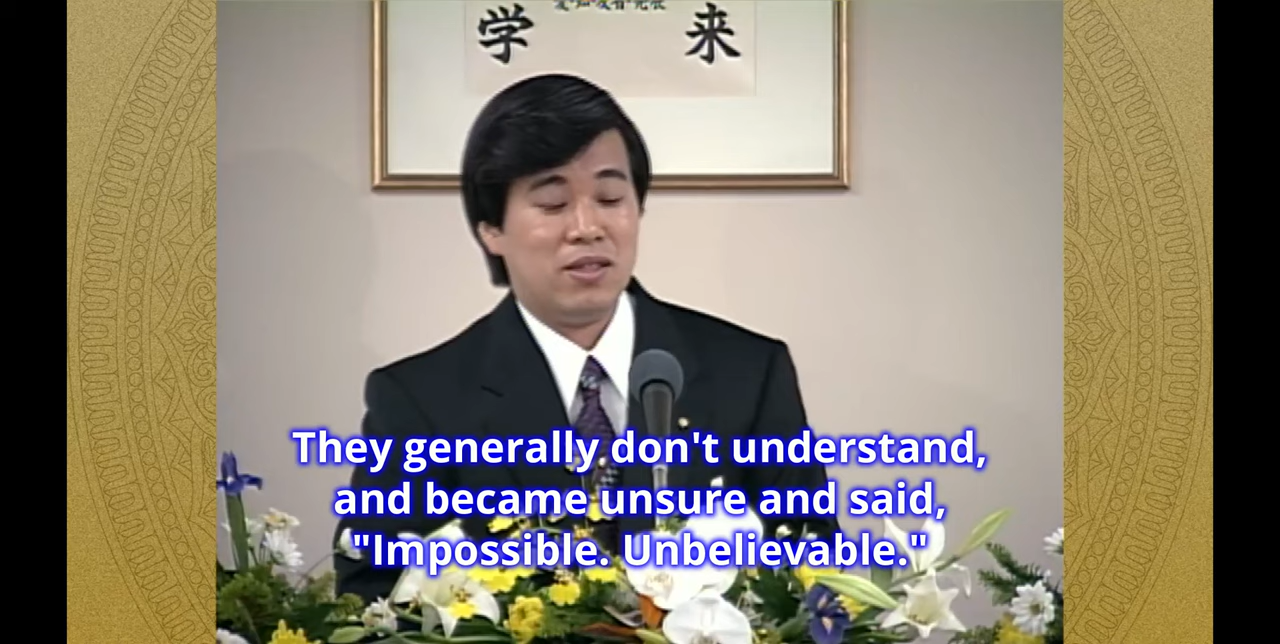 学 来
They generally don't understand,
and became unsure and said,
"Impossible. Unbelievable."